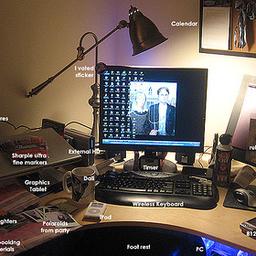 Calendar
I voted
sticker
Sharpie ultra
fine markers
External HD
Timer
Graphics
Tablet
Dali
Wireless Keyboard
iPod
Polaroids
from party
Foot rest
PC